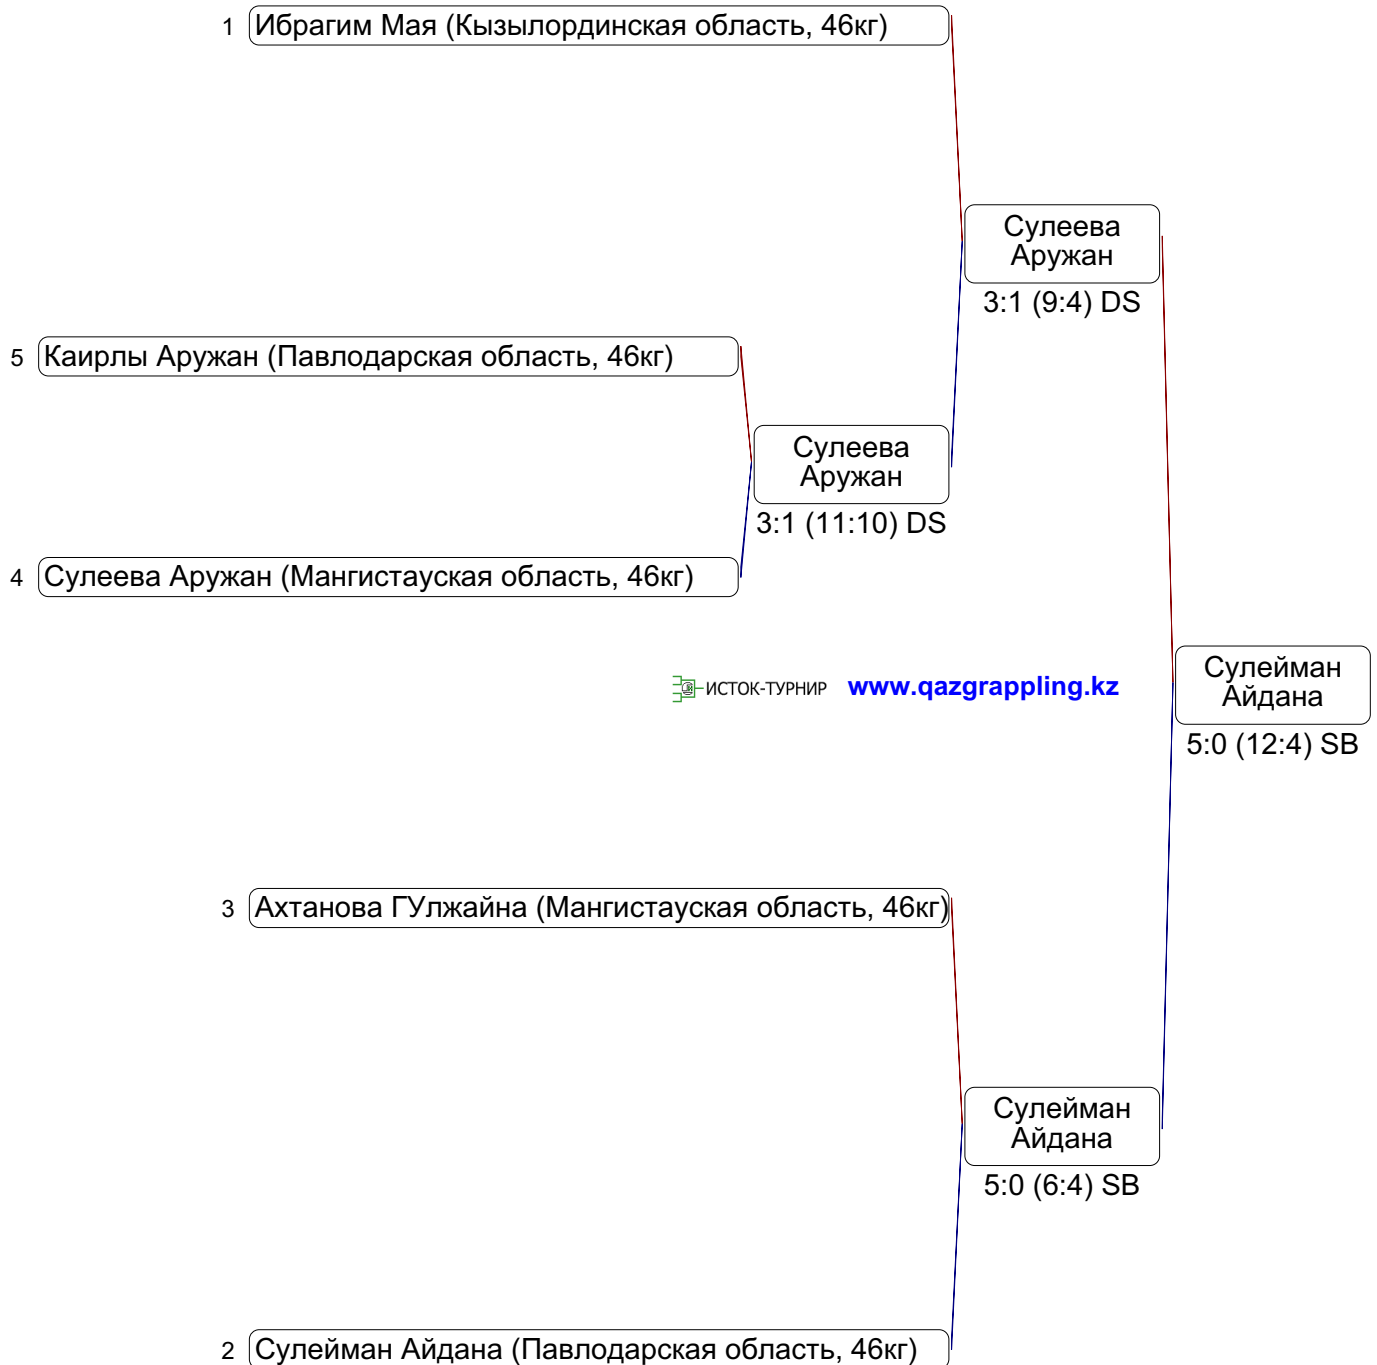 1 Ибрагим Мая (Кызылординская область, 46кг)
Сулеева
Аружан
3:1 (9:4) DS
5 Каирлы Аружан (Павлодарская область, 46кг)
Сулеева
Аружан
3:1 (11:10) DS
4 Сулеева Аружан (Мангистауская область, 46кг)
ИСТОК-ТУРНИР www.qazgrappling.kz
Сулейман
Айдана
5:0 (12:4) SB
3 Ахтанова ГУлжайна (Мангистауская область, 46кг)
Сулейман
Айдана
5:0 (6:4) SB
2 Сулейман Айдана (Павлодарская область, 46кг)